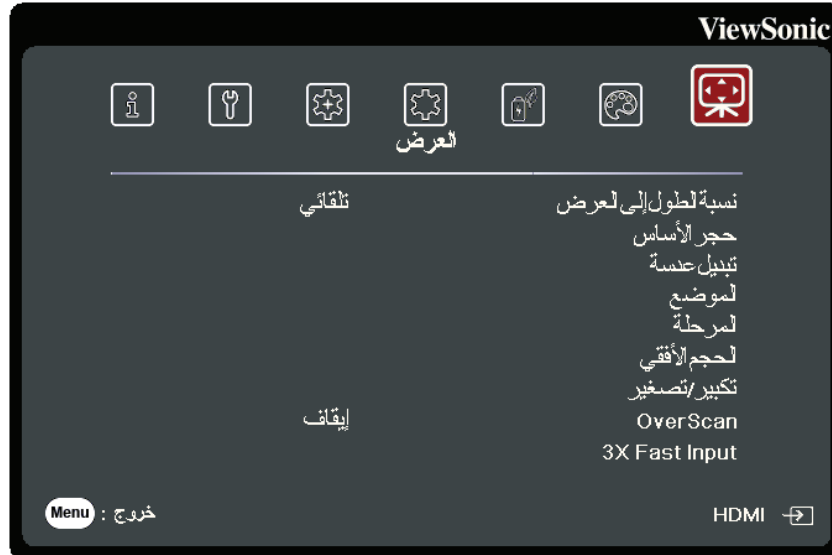 ViewSonic
العرض
نسبة الطول إلى العرض تلقائي
حجر الأساس
تبديل عدسة
الموضع
المرحلة
الحجم الأفقي
تكبير/تصغير
OverScan إيقاف
3X Fast Input
HDMI
خروج : Menu